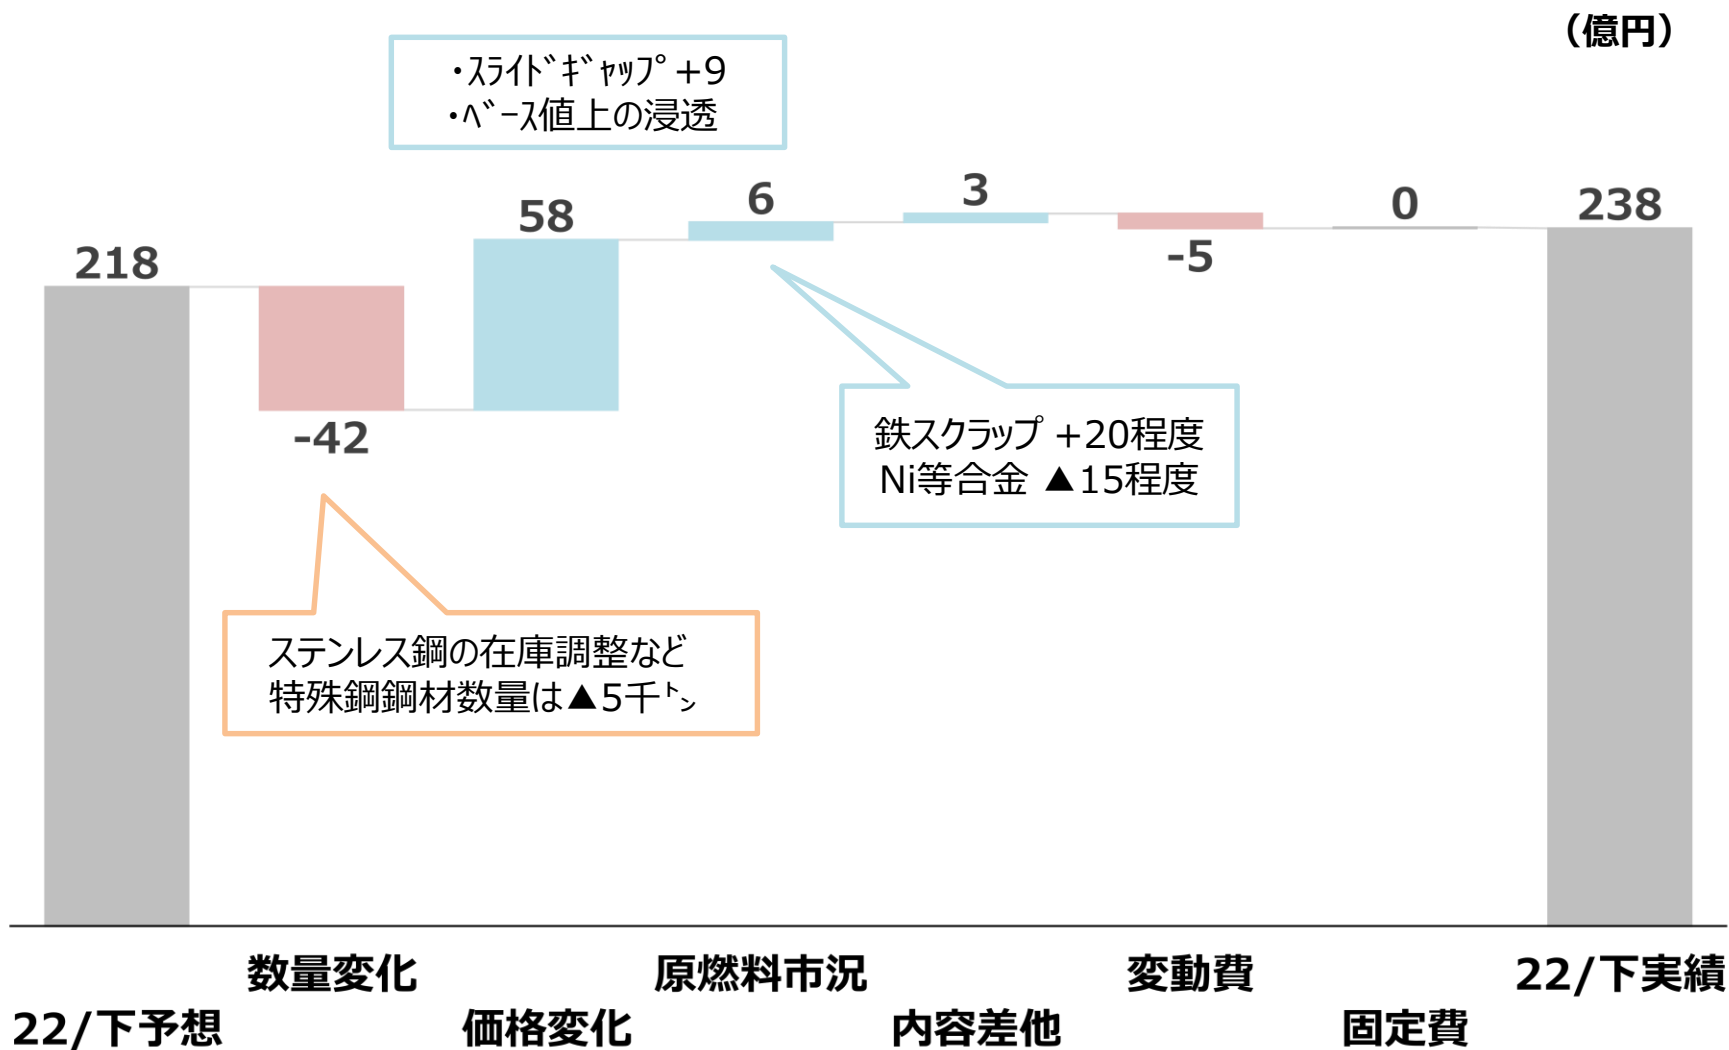 （億円）
・ｽﾗｲﾄﾞｷﾞｬｯﾌﾟ+9
・ﾍﾞｰｽ値上の浸透
218
-42
58
6
3
-5
0
238
鉄スクラップ +20程度
Ni等合金 ▲15程度
ステンレス鋼の在庫調整など
特殊鋼鋼材数量は▲5千㌧
22/下予想
数量変化
価格変化
原燃料市況
内容差他
変動費
固定費
22/下実績